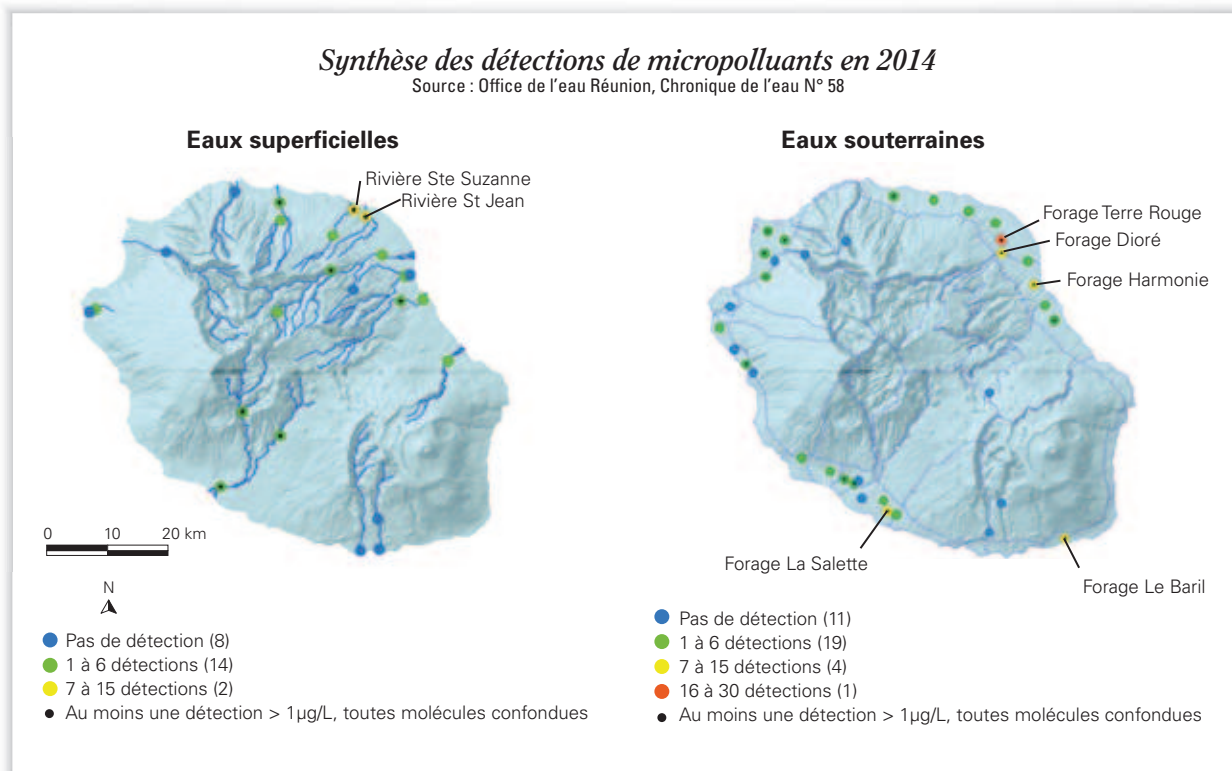 Synthèse des détections de micropolluants en 2014
Source : Office de l'eau Réunion, Chronique de l'eau N° 58
Eaux superficielles
Rivière Ste Suzanne
Rivière St Jean
0 10 20 km
N
Pas de détection (8)
1 à 6 détections (14)
7 à 15 détections (2)
Au moins une détection > 1µg/L, toutes molécules confondues
Eaux souterraines
Forage Terre Rouge
Forage Dioré
Forage Harmonie
Forage La Salette
Forage Le Baril
Pas de détection (11)
1 à 6 détections (19)
7 à 15 détections (4)
16 à 30 détections (1)
Au moins une détection > 1µg/L, toutes molécules confondues